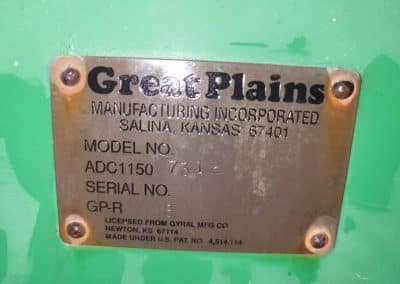 Great Plains
MANUFACTURING INCORPORATED
SALINA, KANSAS 67401
MODEL NO.
ADC1150
SERIAL NO.
GP-R
LICENSED FROM GYRAL MFG CO
NEWTON, KS 67114
MADE UNDER U.S. PAT. NO. 4,514,114